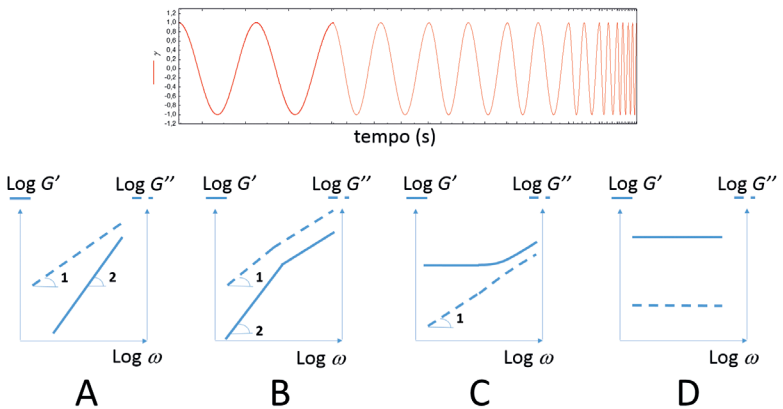 1,2
1,0
0,8
0,6
0,4
0,2
0,0
-0,2
-0,4
-0,6
-0,8
-1,0
-1,2
γ
tempo (s)
Log G' Log G''
Log G' Log G''
Log G' Log G''
Log G' Log G''
1 2
1
2
1
Log ω
Log ω
Log ω
Log ω
A B C D